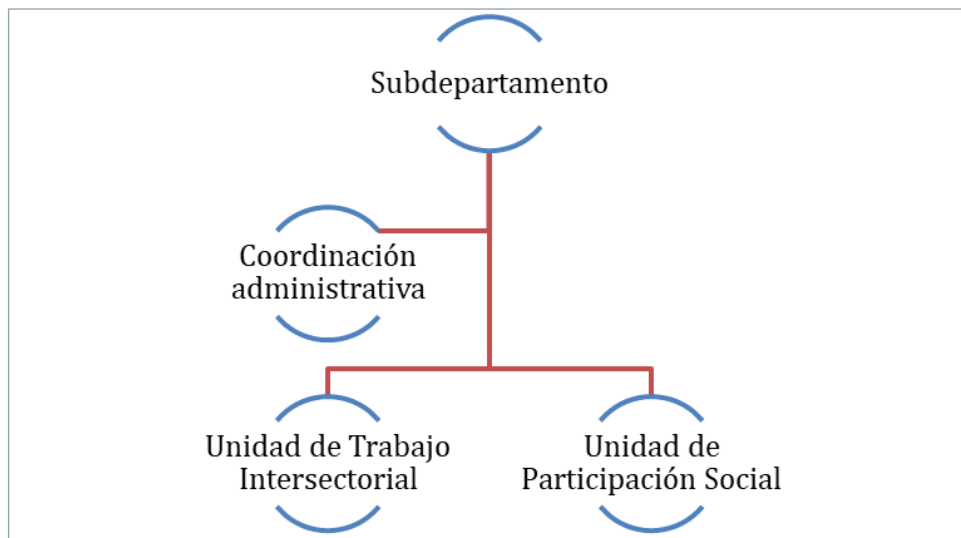 Subdepartamento
Coordinación
administrativa
Unidad de Trabajo
Intersectorial
Unidad de
Participación Social